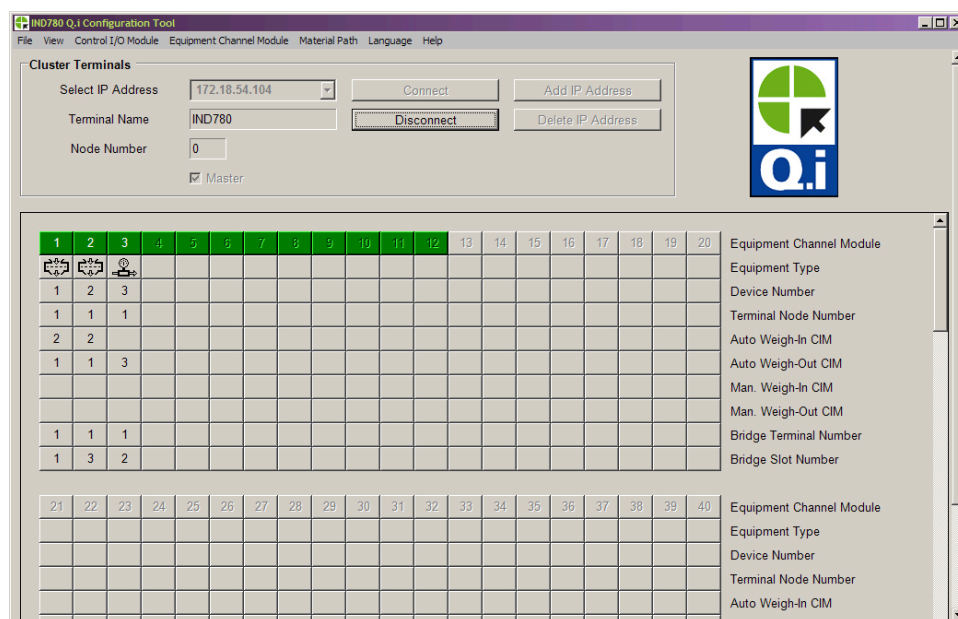 IND780 Q.i Configuration Tool
File View Control I/O Module Equipment Channel Module Material Path Language Help
Cluster Terminals
Select IP Address 172.18.54.104 Connect Add IP Address
Terminal Name IND780 Disconnect Delete IP Address
Node Number 0
Master
Q.i
1 2 3 4 5 6 7 8 9 10 11 12 13 14 15 16 17 18 19 20 Equipment Channel Module
Equipment Type
1 2 3 Device Number
1 1 1 Terminal Node Number
2 2 Auto Weigh-In CIM
1 1 3 Auto Weigh-Out CIM
Man. Weigh-In CIM
Man. Weigh-Out CIM
1 1 1 Bridge Terminal Number
1 3 2 Bridge Slot Number
21 22 23 24 25 26 27 28 29 30 31 32 33 34 35 36 37 38 39 40 Equipment Channel Module
Equipment Type
Device Number
Terminal Node Number
Auto Weigh-In CIM